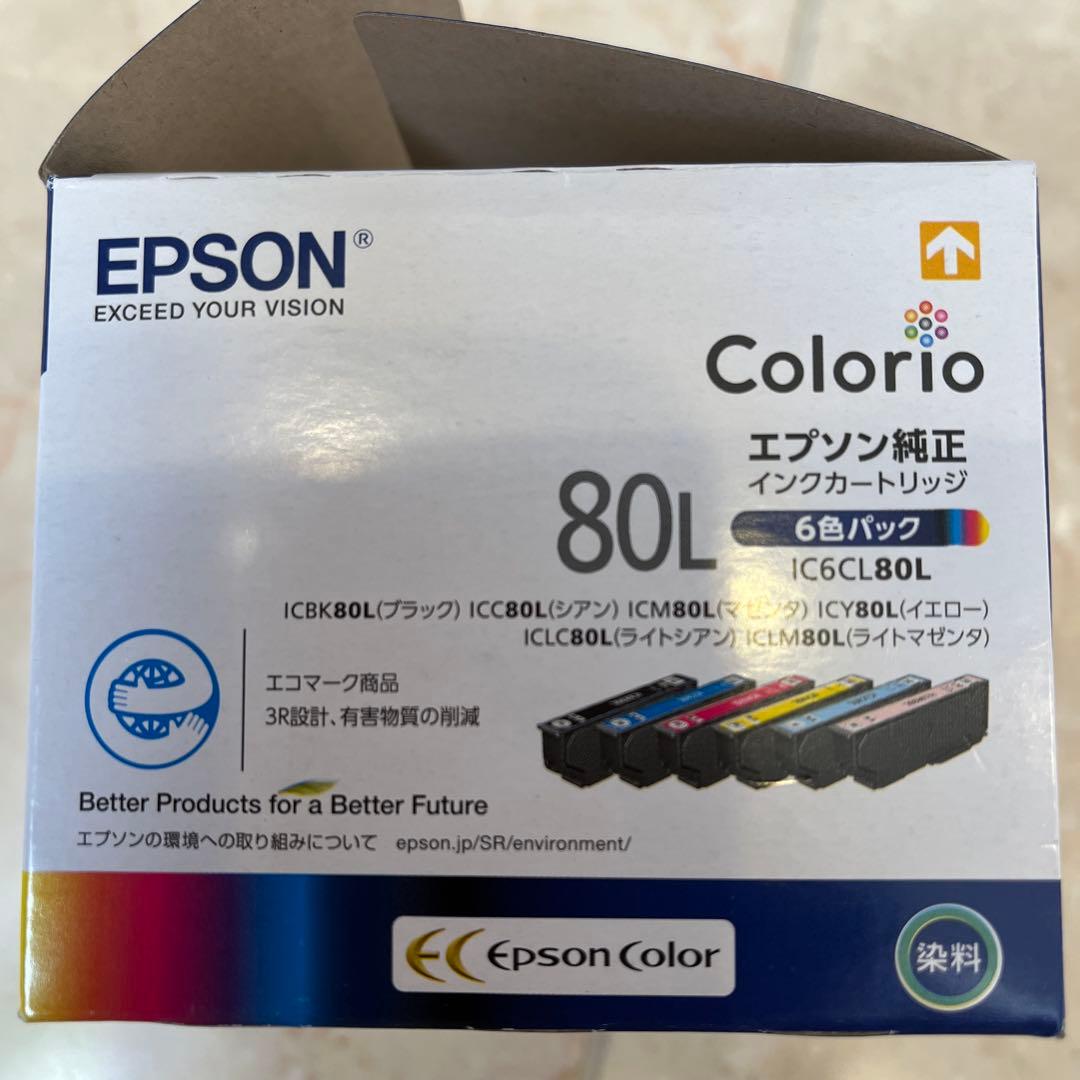 EPSON®
EXCEED YOUR VISION
Colorio
エプソン純正
インクカートリッジ
80L
6色パック
IC6CL80L
ICBK80L(ブラック) ICC80L(シアン) ICM80L(マゼンタ) ICY80L(イエロー)
ICLC80L(ライトシアン) ICLM80L(ライトマゼンタ)
エコマーク商品
3R設計、有害物質の削減
Better Products for a Better Future
エプソンの環境への取り組みについて epson.jp/SR/environment/
EC Epson Color
染料